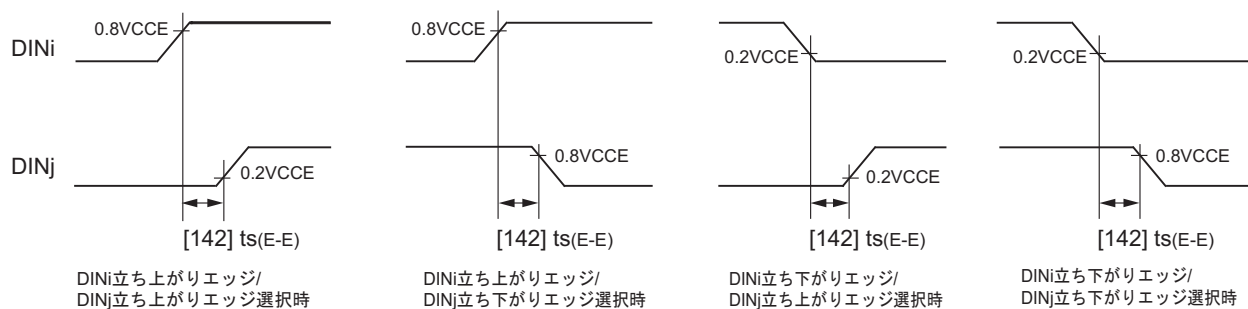 DINi
0.8VCCE
0.8VCCE
0.2VCCE
0.2VCCE
DINj
0.2VCCE
0.8VCCE
0.2VCCE
0.8VCCE
[142] ts(E-E)
[142] ts(E-E)
[142] ts(E-E)
[142] ts(E-E)
DINi立ち上がりエッジ/
DINj立ち上がりエッジ選択時
DINi立ち上がりエッジ/
DINj立ち下がりエッジ選択時
DINi立ち下がりエッジ/
DINj立ち上がりエッジ選択時
DINi立ち下がりエッジ/
DINj立ち下がりエッジ選択時